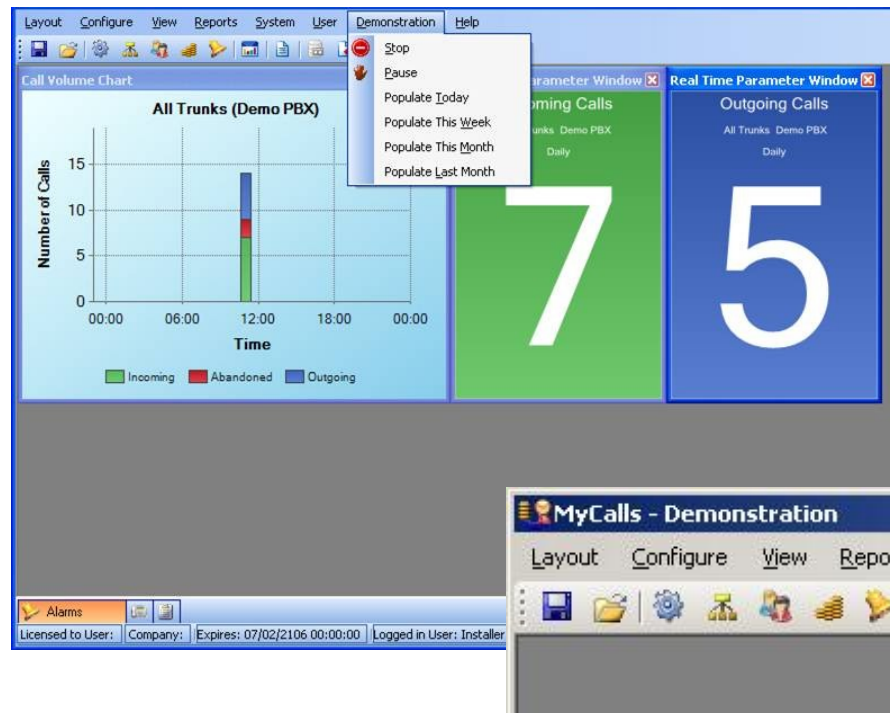 Layout Configure View Reports System User Demonstration Help
Stop
Pause
Populate Today
Populate This Week
Populate This Month
Populate Last Month
Call Volume Chart
All Trunks (Demo PBX)
Number of Calls
15
10
5
0
00:00 06:00 12:00 18:00 00:00
Time
Incoming Abandoned Outgoing
Parameter Window
Calls
Demo PBX
Daily
7
Real Time Parameter Window
Outgoing Calls
All Trunks Demo PBX
Daily
5
Alarms
Licensed to User: Company: Expires: 07/02/2106 00:00:00 Logged in User: Installer
MyCalls - Demonstration
Layout Configure View Repo